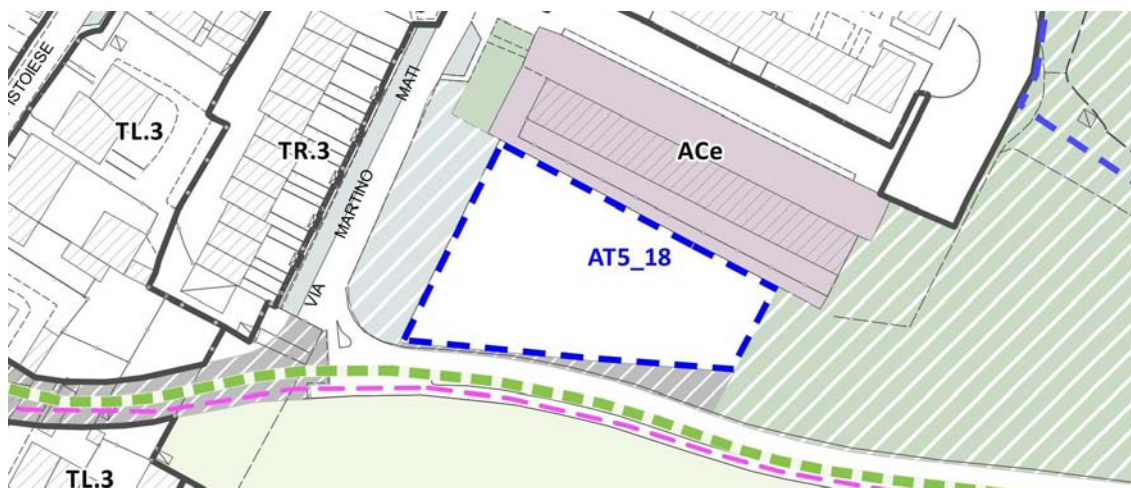 ISTOIESE
TL.3
TR.3
VIA MARTINO MATI
ACe
AT5_18
TL.3